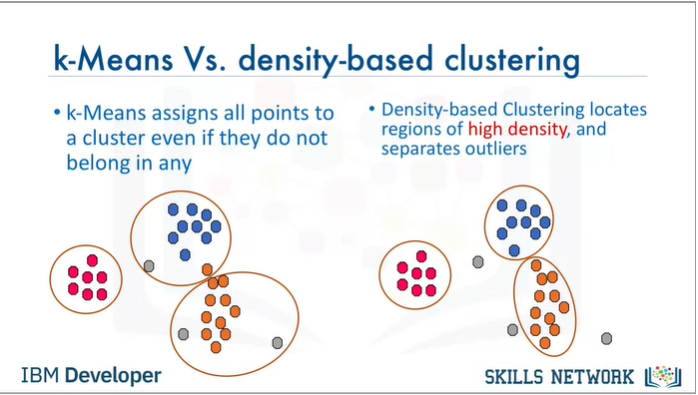 k-Means Vs. density-based clustering
• k-Means assigns all points to
a cluster even if they do not
belong in any
• Density-based Clustering locates
regions of high density, and
separates outliers
IBM Developer
SKILLS NETWORK